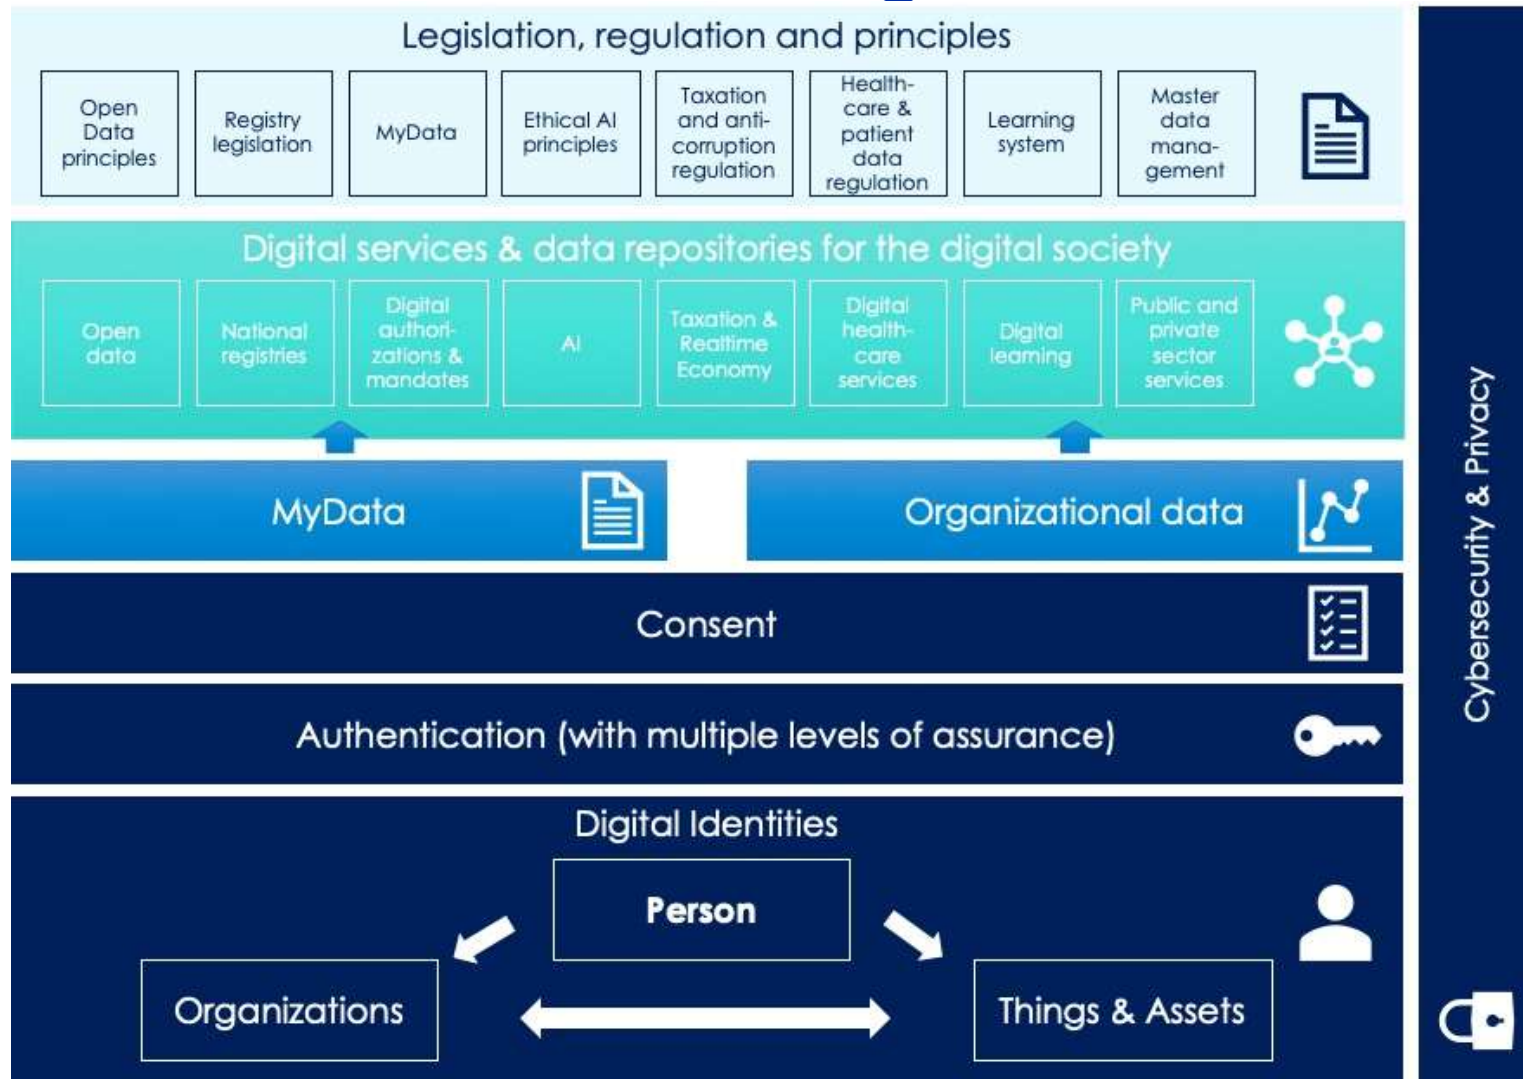 Legislation, regulation and principles
Open
Data
principles
Registry
legislation
MyData
Ethical AI
principles
Taxation
and anti-
corruption
regulation
Health-
care &
patient
data
regulation
Learning
system
Master
data
mana-
gement
Digital services & data repositories for the digital society
Open
data
National
registries
Digital
authori-
zations &
mandates
AI
Taxation &
Realtime
Economy
Digital
health-
care
services
Digital
learning
Public and
private
sector
services
MyData
Organizational data
Consent
Authentication (with multiple levels of assurance)
Digital Identities
Person
Organizations
Things & Assets
Cybersecurity & Privacy